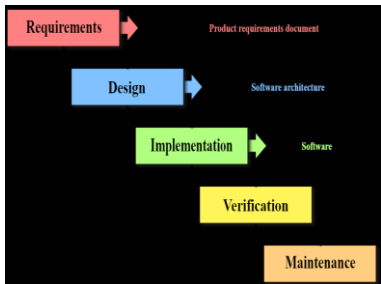 Requirements
Product requirements document
Design
Software architecture
Implementation
Software
Verification
Maintenance